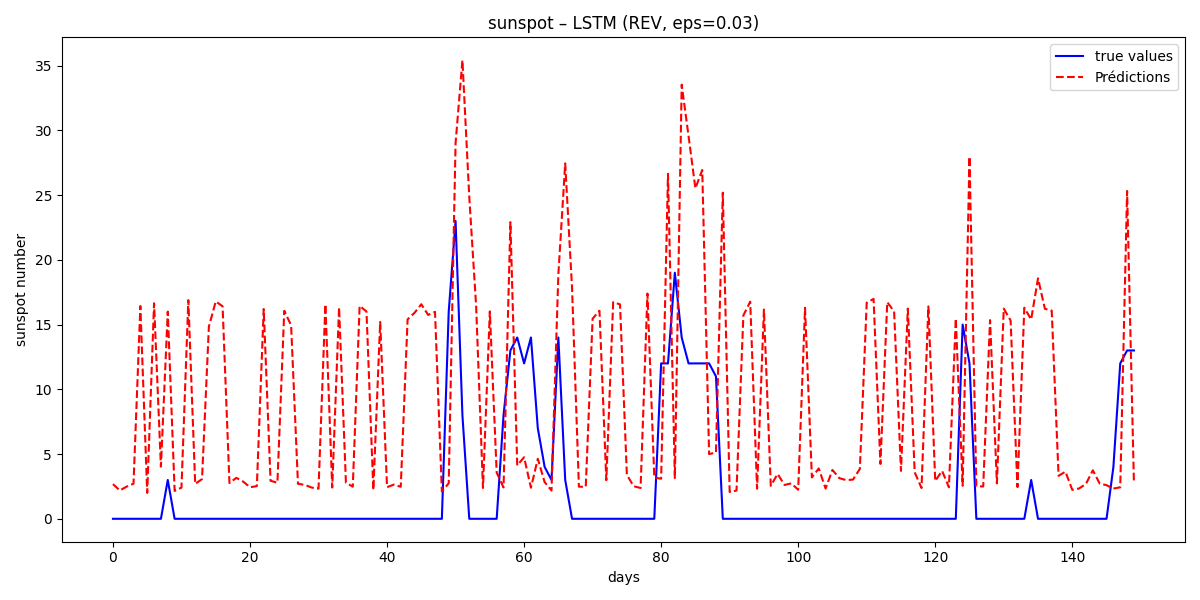 sunspot – LSTM (REV, eps=0.03)
true values
Prédictions
sunspot number
35
30
25
20
15
10
5
0
0 20 40 60 80 100 120 140
days